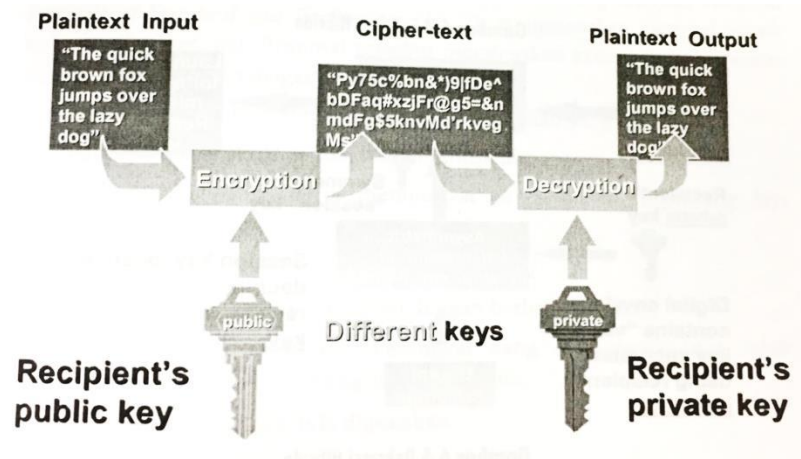 Plaintext Input
Cipher-text
Plaintext Output
“The quick
brown fox
jumps over
the lazy
dog”
“Py75c%bn&*)9|fDe^
bDFaq#xzjFr@g5=&n
mdFg$5knvMd'rkveg
Ms”
“The quick
brown fox
jumps over
the lazy
dog”
Encryption
Decryption
public
Different keys
private
Recipient's
public key
Recipient's
private key